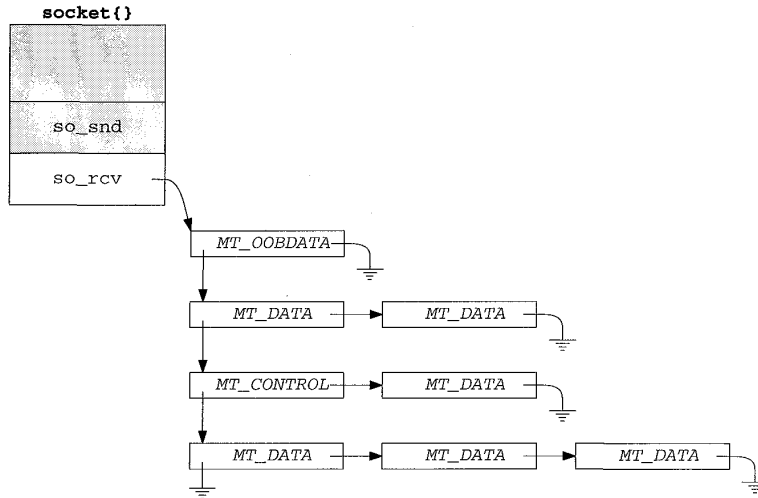 socket{}
so_snd
so_rcv
MT_OOBDATA
MT_DATA MT_DATA
MT_CONTROL MT_DATA
MT_DATA MT_DATA MT_DATA